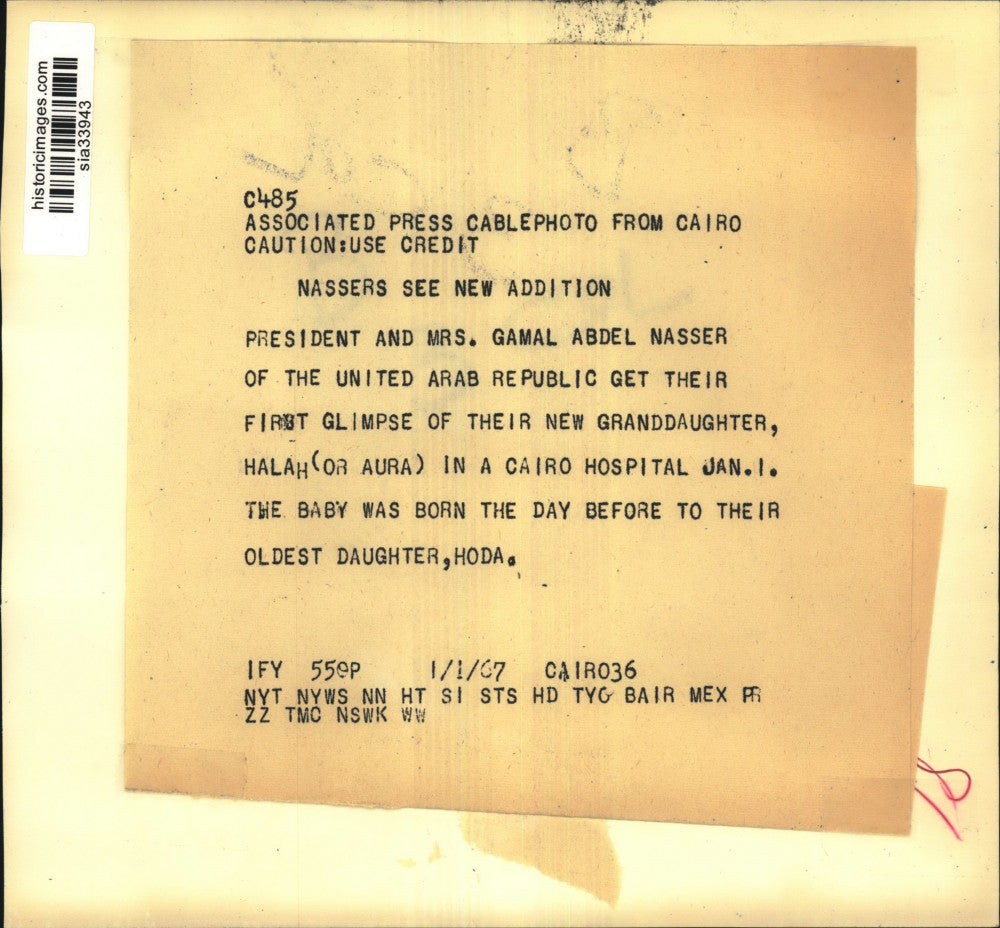 historicimages.com
sia33943
C485
ASSOCIATED PRESS CABLEPHOTO FROM CAIRO
CAUTION:USE CREDIT
NASSERS SEE NEW ADDITION
PRESIDENT AND MRS. GAMAL ABDEL NASSER
OF THE UNITED ARAB REPUBLIC GET THEIR
FIRST GLIMPSE OF THEIR NEW GRANDDAUGHTER,
HALAH(OR AURA) IN A CAIRO HOSPITAL JAN.1.
THE BABY WAS BORN THE DAY BEFORE TO THEIR
OLDEST DAUGHTER,HODA.
IFY 559P 1/1/67 CAIRO36
NYT NYWS NN HT SI STS HD TYC BAIR MEX PR
ZZ TMC NSWK WW
18